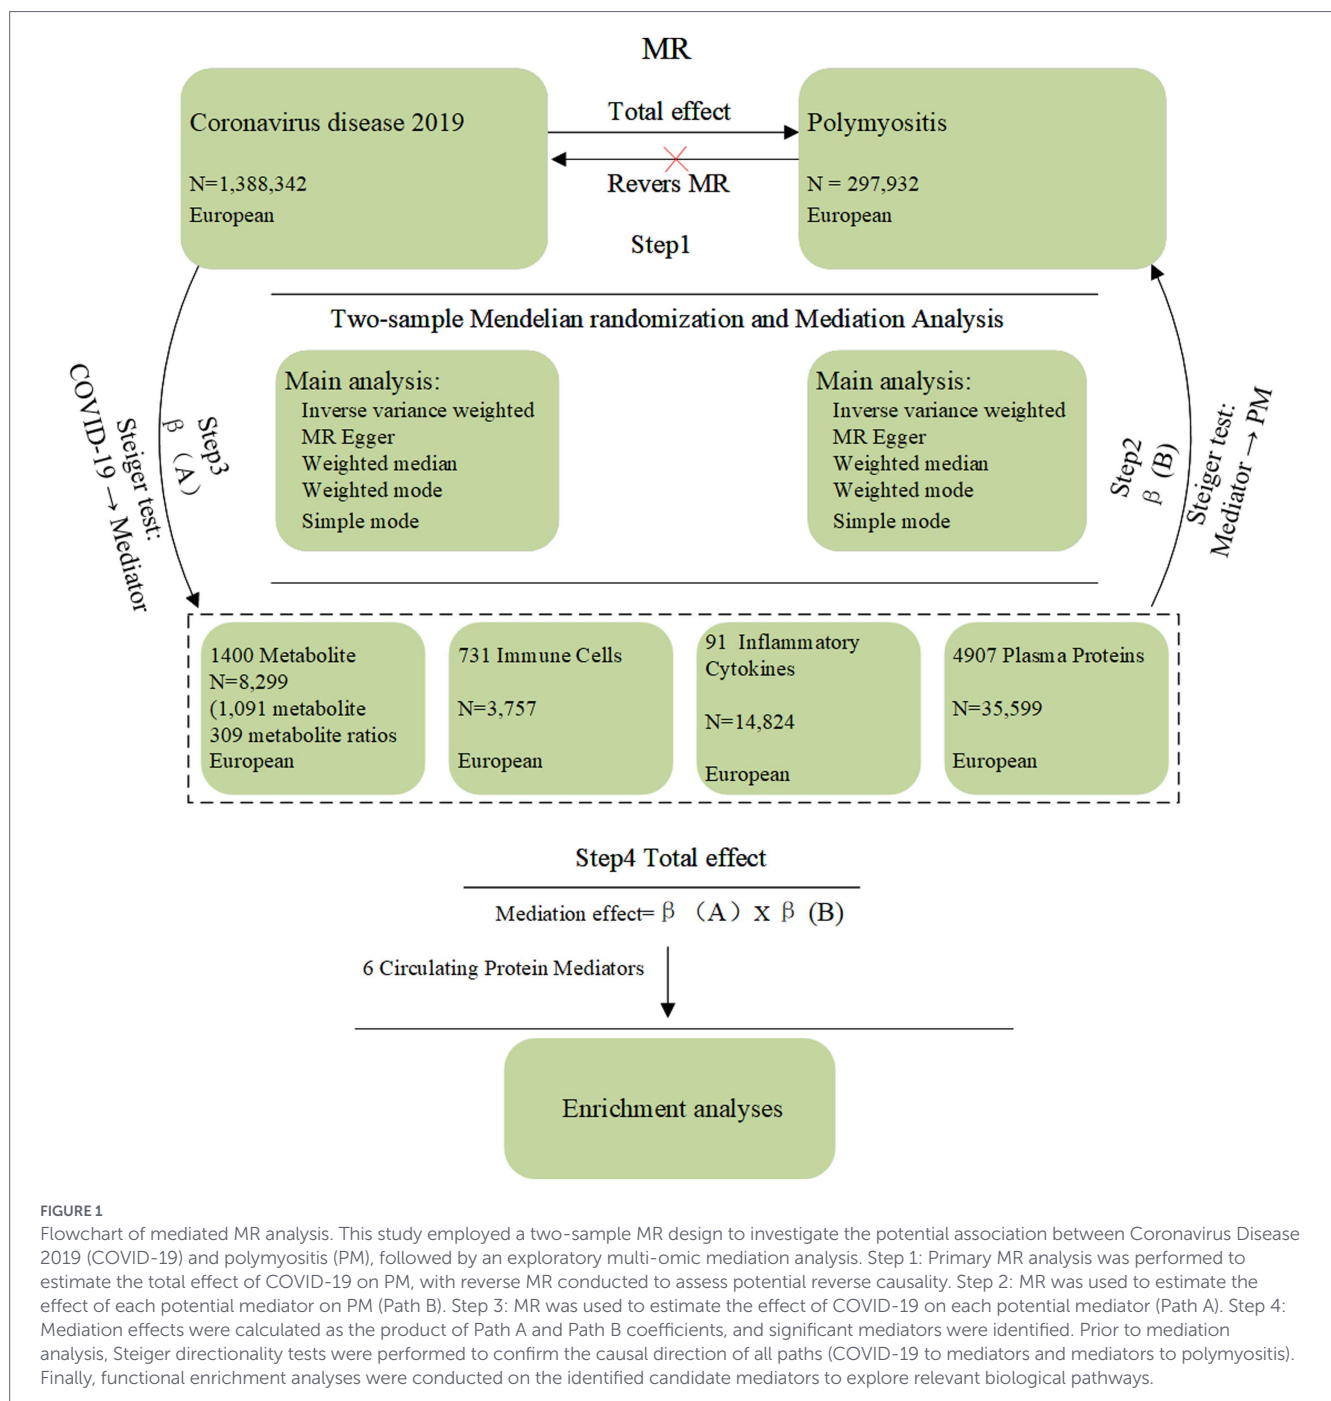 MR
Coronavirus disease 2019
N=1,388,342
European
Total effect
Revers MR
Step1
Polymyositis
N = 297,932
European
Two-sample Mendelian randomization and Mediation Analysis
Steiger test:
COVID-19 → Mediator
Step3
β (A)
Main analysis:
Inverse variance weighted
MR Egger
Weighted median
Weighted mode
Simple mode
Main analysis:
Inverse variance weighted
MR Egger
Weighted median
Weighted mode
Simple mode
Step2
β (B)
Steiger test:
Mediator → PM
1400 Metabolite
N=8,299
(1,091 metabolite
309 metabolite ratios
European
731 Immune Cells
N=3,757
European
91 Inflammatory
Cytokines
N=14,824
European
4907 Plasma Proteins
N=35,599
European
Step4 Total effect
Mediation effect= β (A) X β (B)
6 Circulating Protein Mediators
Enrichment analyses
FIGURE 1
Flowchart of mediated MR analysis. This study employed a two-sample MR design to investigate the potential association between Coronavirus Disease
2019 (COVID-19) and polymyositis (PM), followed by an exploratory multi-omic mediation analysis. Step 1: Primary MR analysis was performed to
estimate the total effect of COVID-19 on PM, with reverse MR conducted to assess potential reverse causality. Step 2: MR was used to estimate the
effect of each potential mediator on PM (Path B). Step 3: MR was used to estimate the effect of COVID-19 on each potential mediator (Path A). Step 4:
Mediation effects were calculated as the product of Path A and Path B coefficients, and significant mediators were identified. Prior to mediation
analysis, Steiger directionality tests were performed to confirm the causal direction of all paths (COVID-19 to mediators and mediators to polymyositis).
Finally, functional enrichment analyses were conducted on the identified candidate mediators to explore relevant biological pathways.